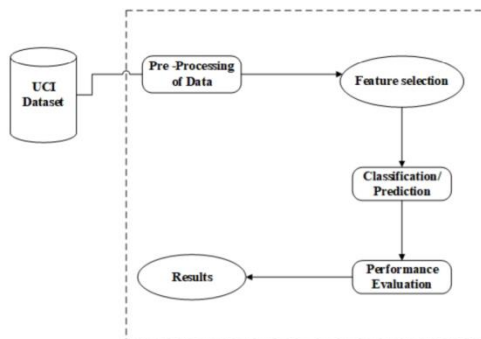 UCI
Dataset
Pre -Processing
of Data
Feature selection
Classification/
Prediction
Performance
Evaluation
Results